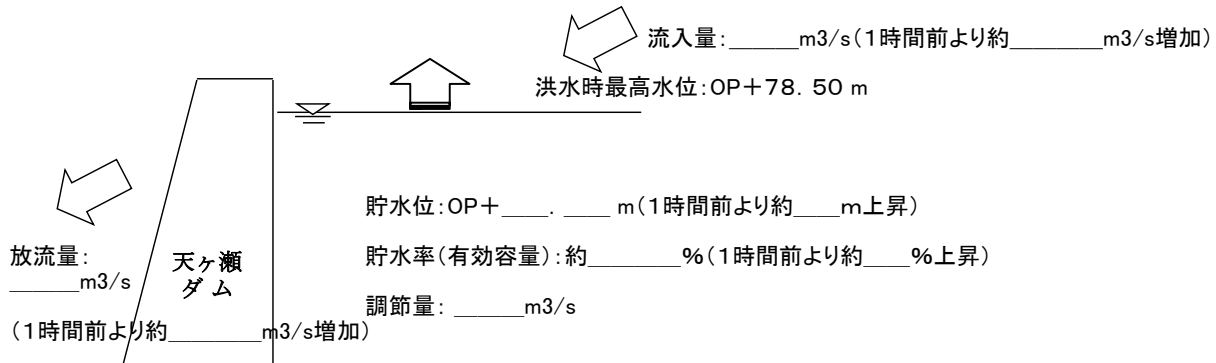 流入量：______m3/s（１時間前より約________m3/s増加）
洪水時最高水位：OP＋７８．５０ m
貯水位：OP＋____．____ m（１時間前より約____m上昇）
貯水率（有効容量）：約________％（１時間前より約____％上昇）
調節量：______m3/s
放流量：
______m3/s
（１時間前より約________m3/s増加）
天ヶ瀬
ダム